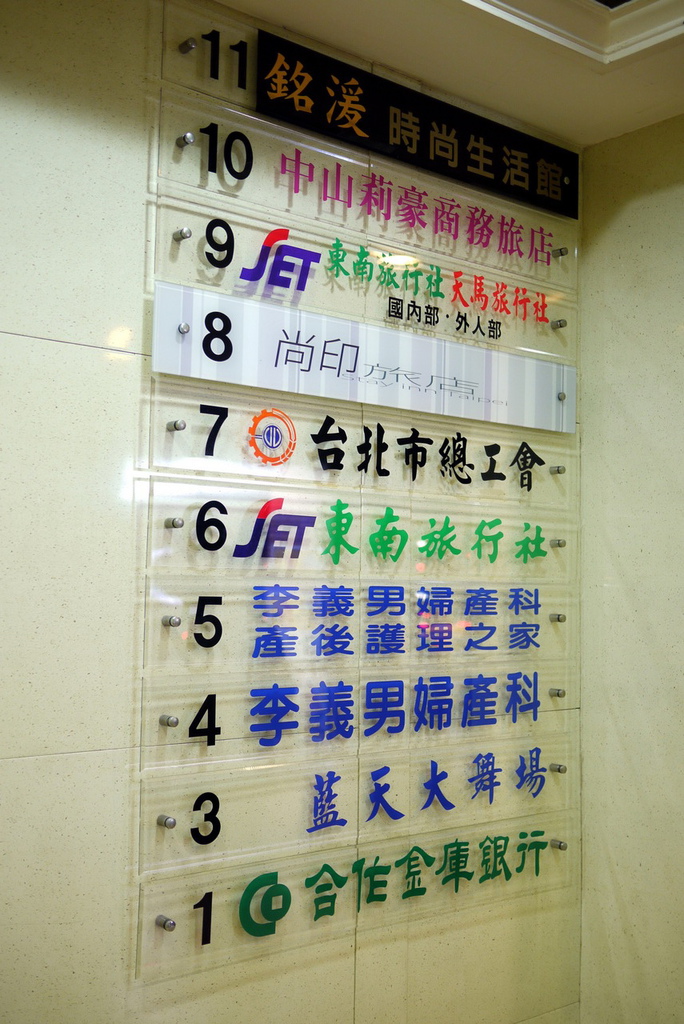 11 銘湲 時尚生活館
10 中山莉豪商務旅店
9 SET 東南旅行社 天馬旅行社
國內部·外人部
8 尚印旅店
Stay inn Taipei
7 台北市總工會
6 SET 東南旅行社
5 李義男婦產科
產後護理之家
4 李義男婦產科
3 藍天大舞場
1 合作金庫銀行